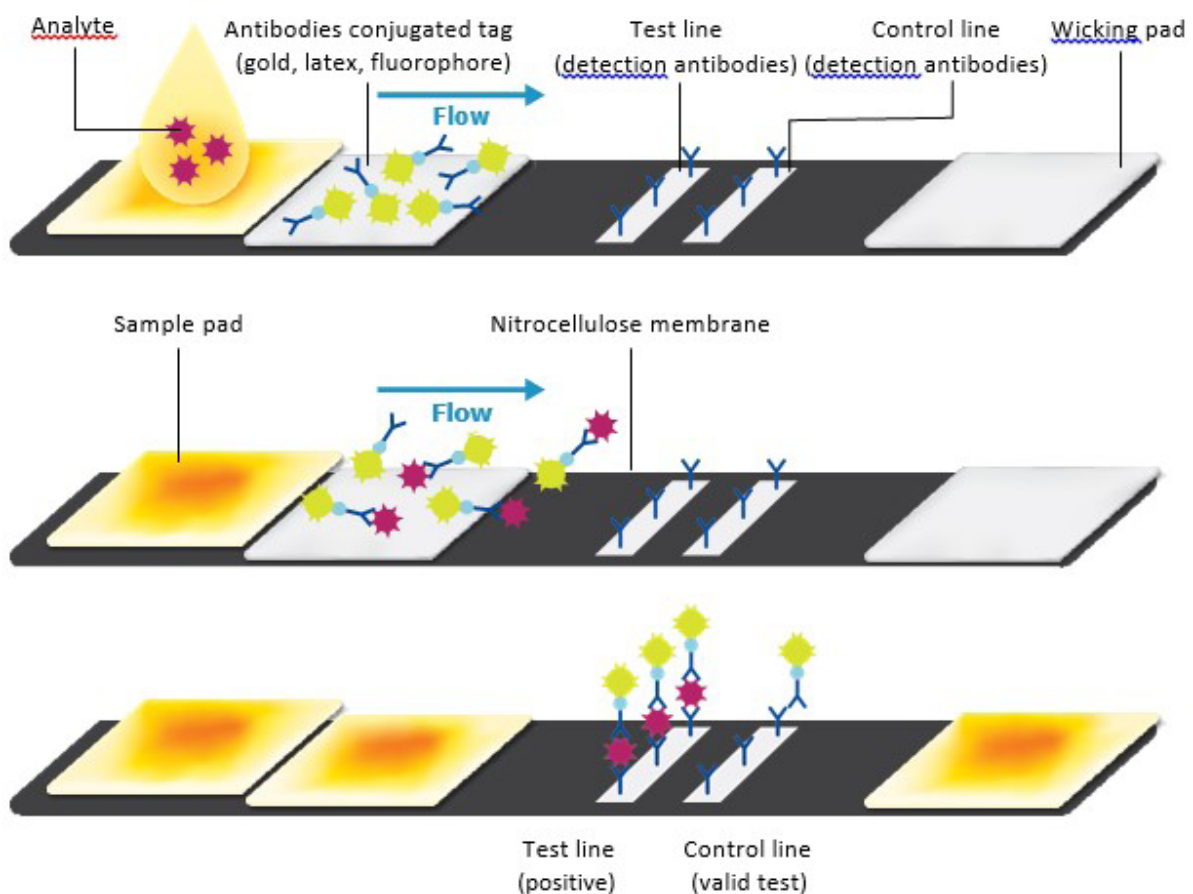 Analyte
Antibodies conjugated tag
(gold, latex, fluorophore)
Test line
(detection antibodies)
Control line
(detection antibodies)
Wicking pad
Flow
Sample pad
Nitrocellulose membrane
Flow
Test line
(positive)
Control line
(valid test)